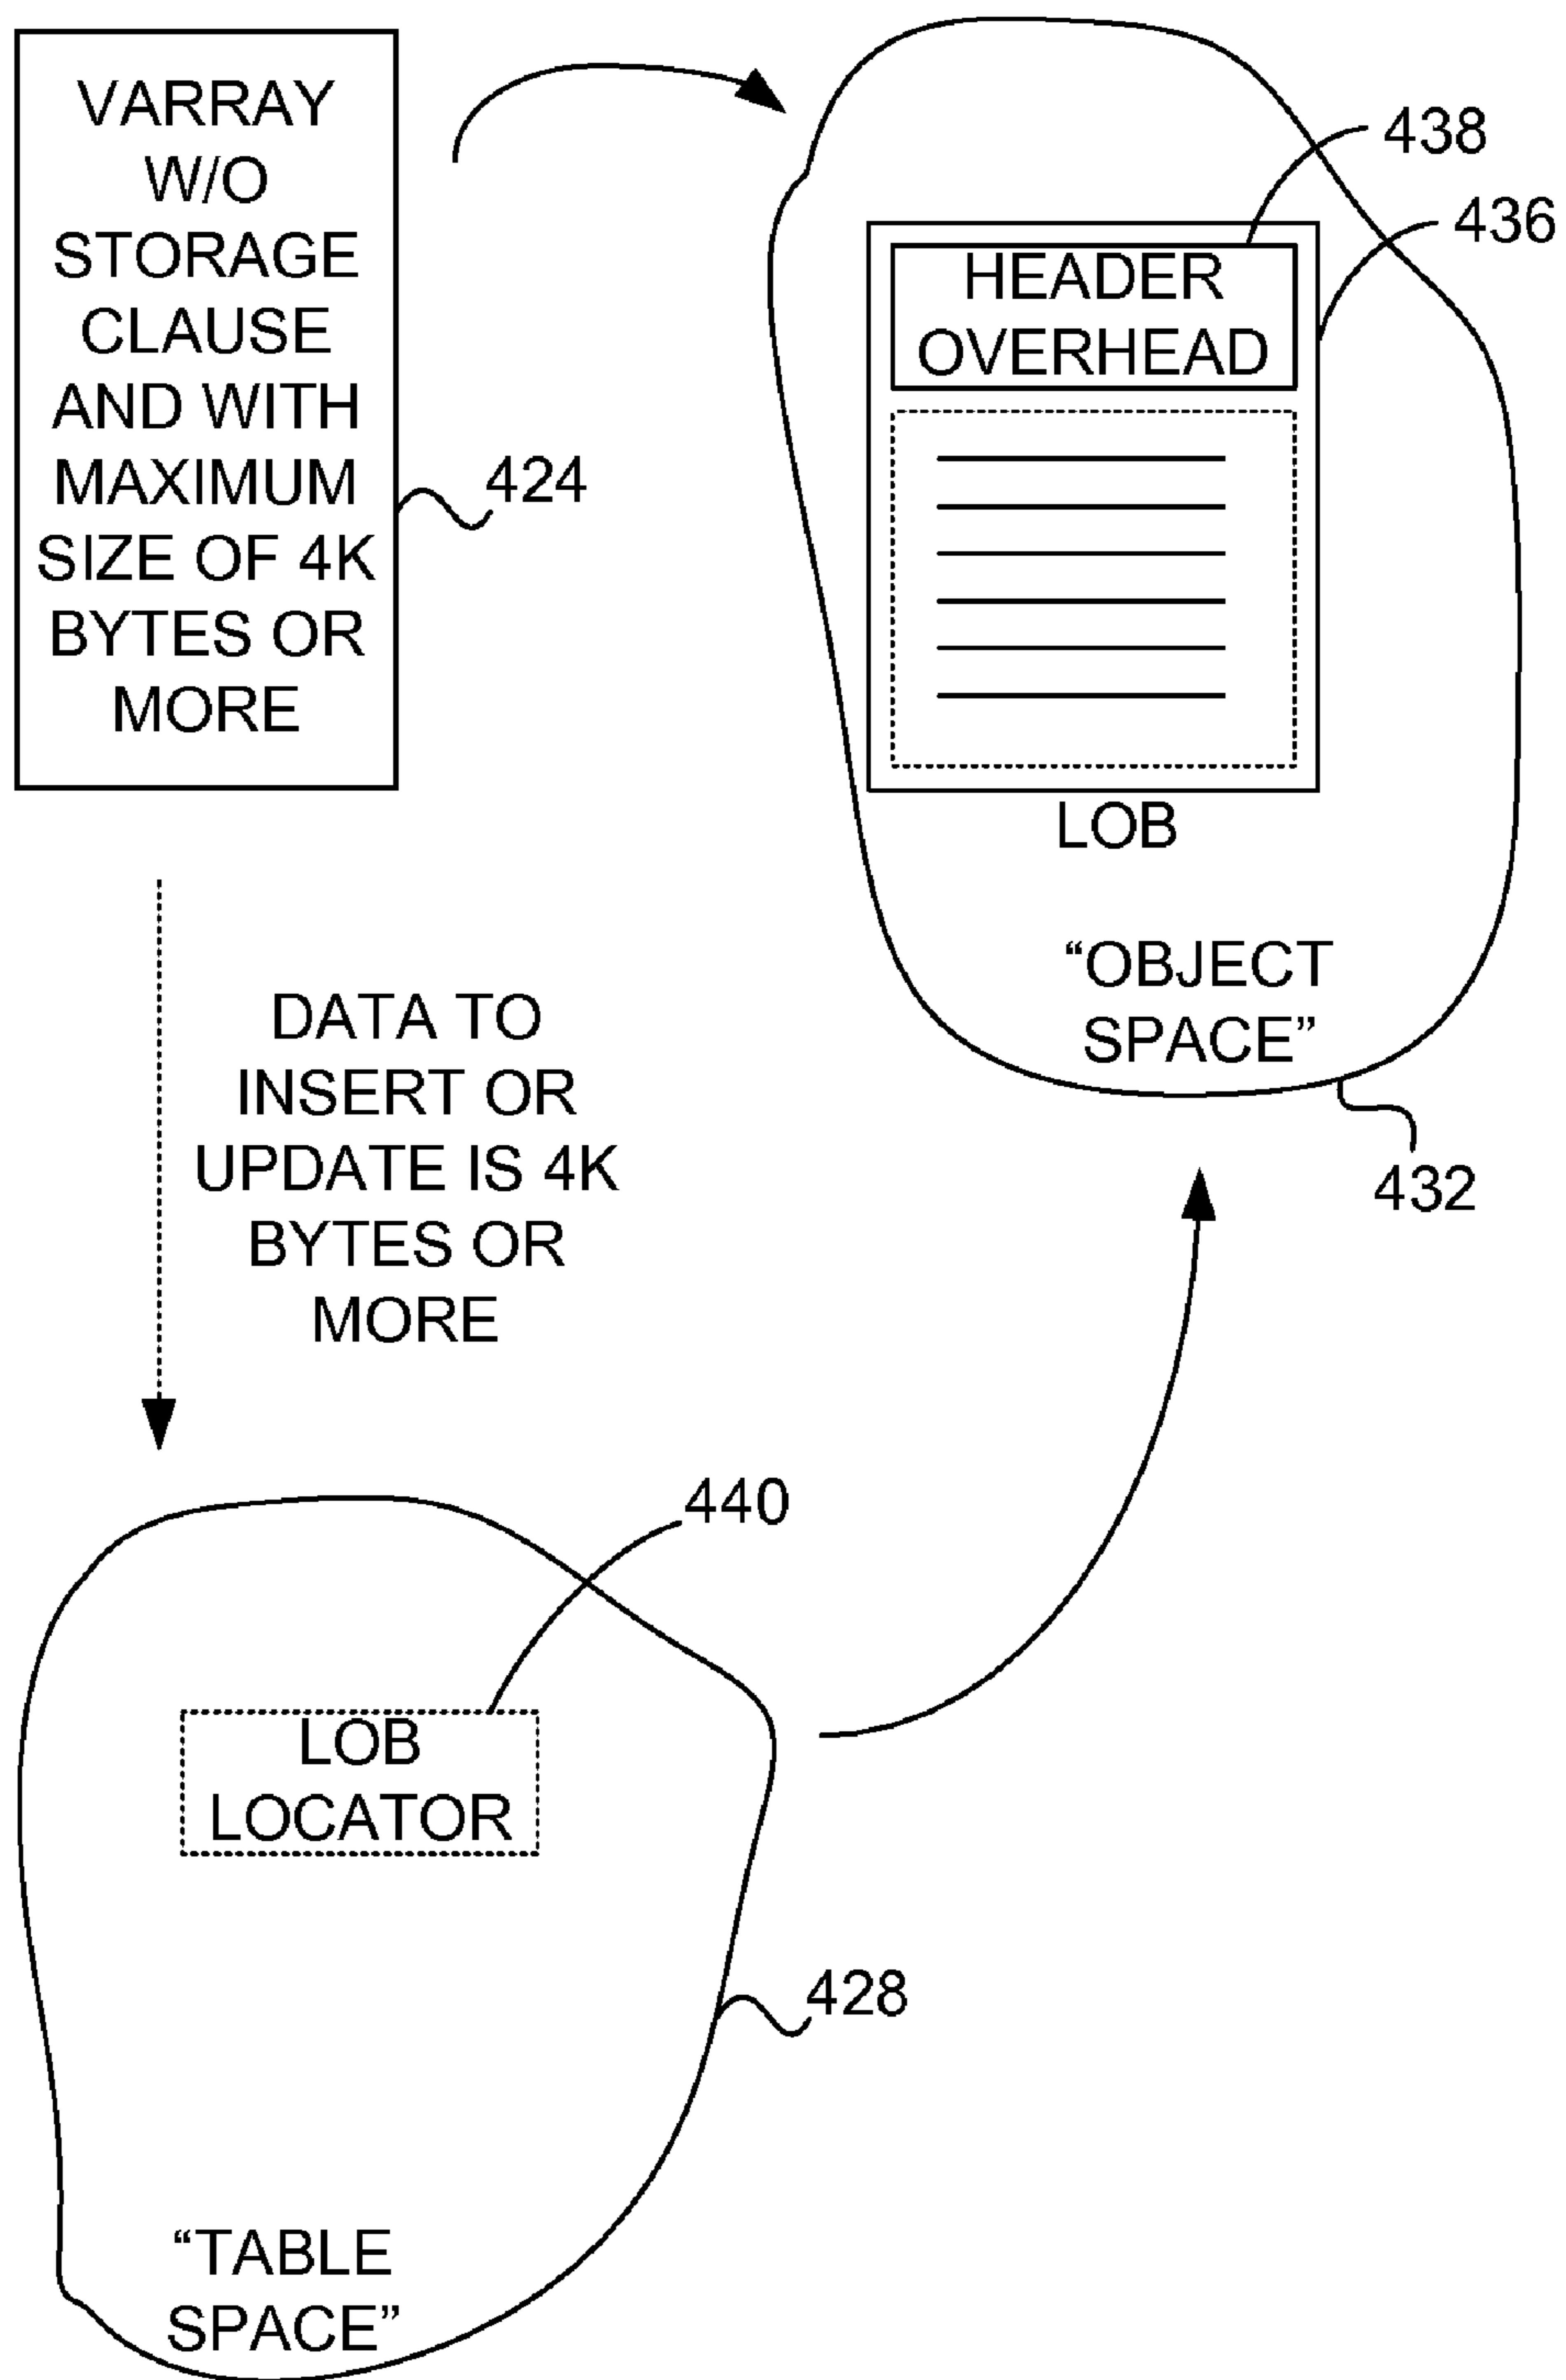 VARRAY
W/O
STORAGE
CLAUSE
AND WITH
MAXIMUM
SIZE OF 4K
BYTES OR
MORE
424
438
436
HEADER
OVERHEAD
LOB
“OBJECT
SPACE”
432
DATA TO
INSERT OR
UPDATE IS 4K
BYTES OR
MORE
440
LOB
LOCATOR
428
“TABLE
SPACE”